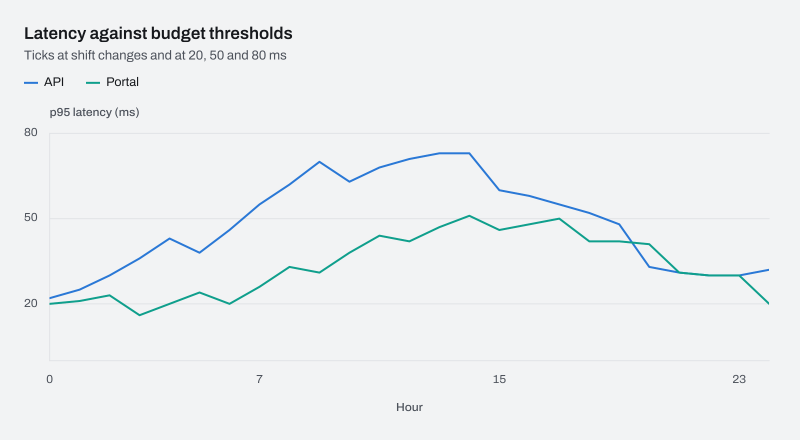 Latency against budget thresholds
Ticks at shift changes and at 20, 50 and 80 ms
API Portal
p95 latency (ms)
80
50
20
0 7 15 23
Hour